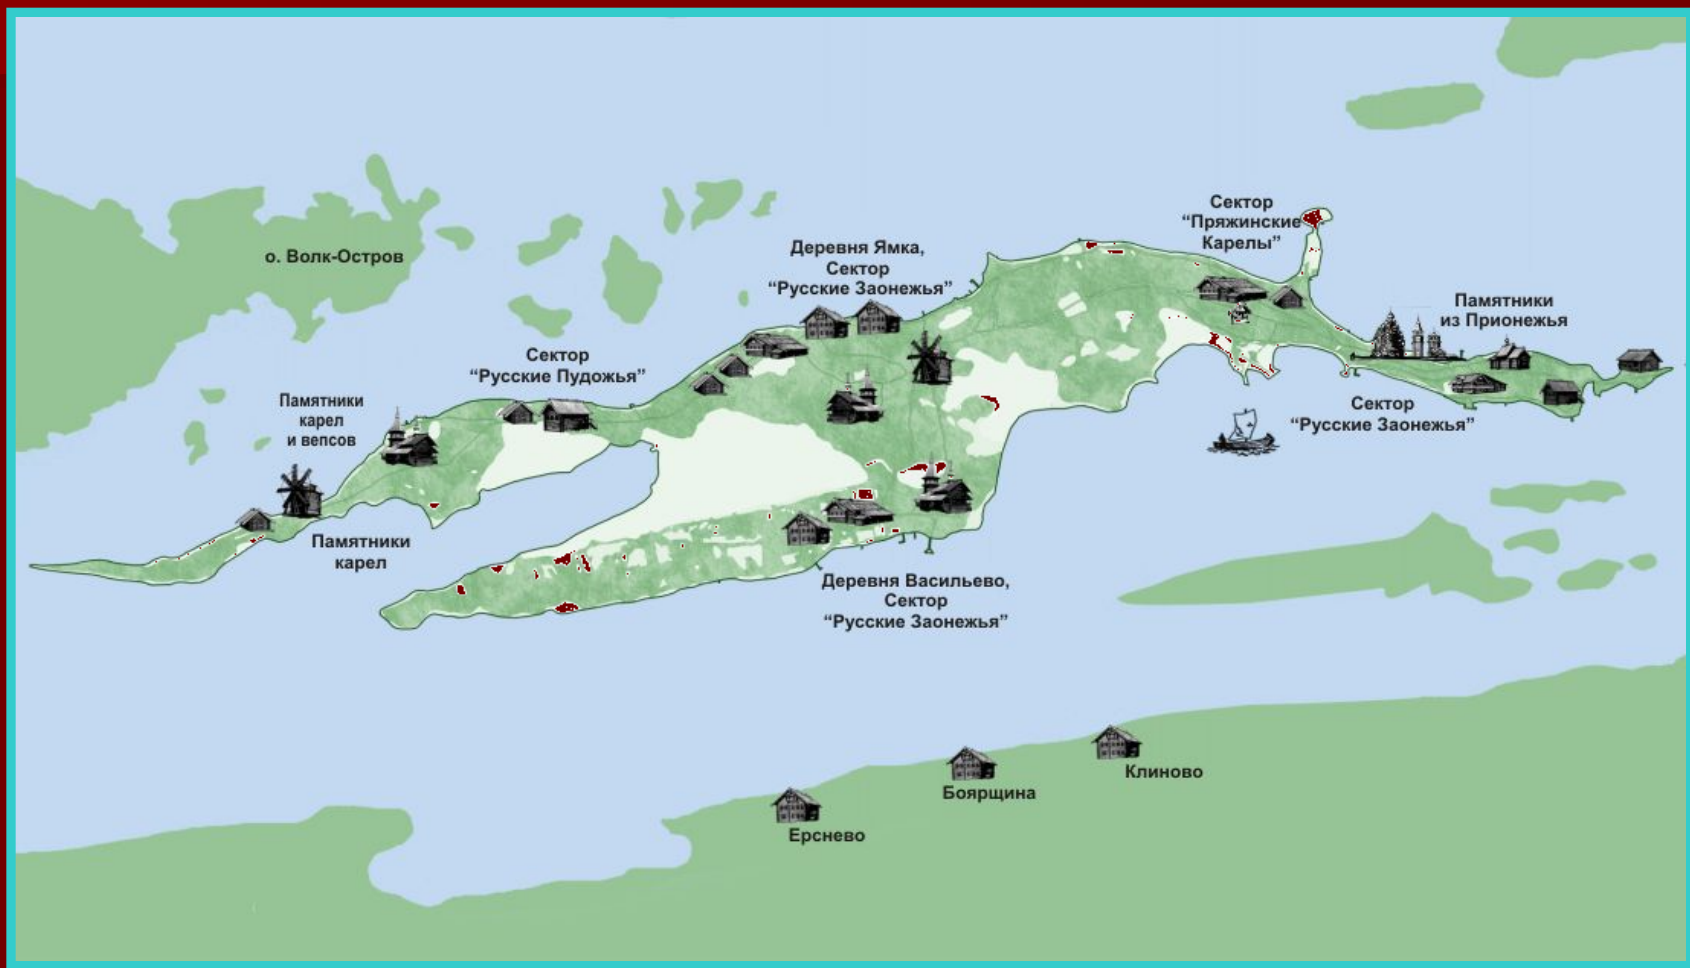 Сектор
“Пряжинские
Карелы”
о. Волк-Остров
Деревня Ямка,
Сектор
“Русские Заонежья”
Памятники
из Прионежья
Сектор
“Русские Пудожья”
Памятники
карел
и вепсов
Сектор
“Русские Заонежья”
Памятники
карел
Деревня Васильево,
Сектор
“Русские Заонежья”
Клиново
Боярщина
Ерснево